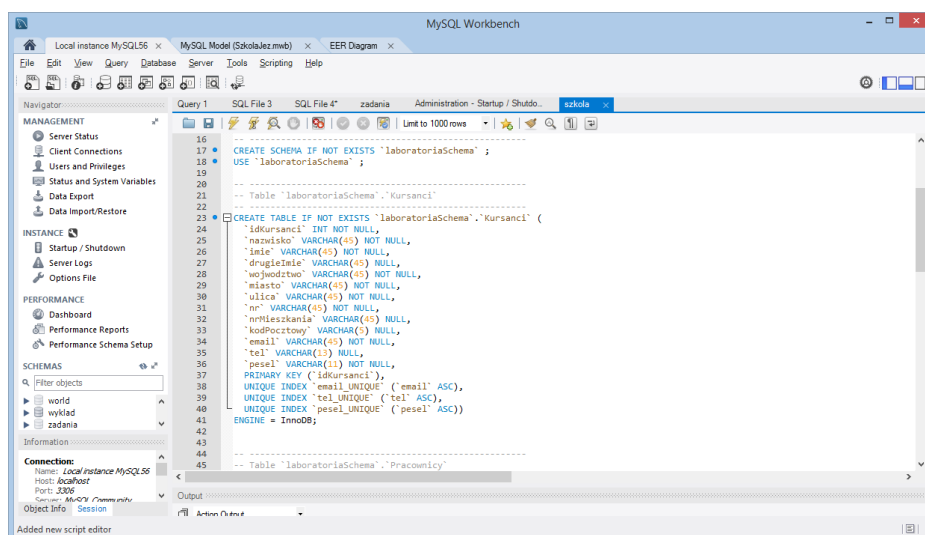 MySQL Workbench
Local instance MySQL56 × MySQL Model (SzkolaJez.mwb) × EER Diagram ×
File Edit View Query Database Server Tools Scripting Help
Navigator
Query 1 SQL File 3 SQL File 4* zadania Administration - Startup / Shutdo... szkola ×
MANAGEMENT
Server Status
Client Connections
Users and Privileges
Status and System Variables
Data Export
Data Import/Restore
INSTANCE
Startup / Shutdown
Server Logs
Options File
PERFORMANCE
Dashboard
Performance Reports
Performance Schema Setup
SCHEMAS
Filter objects
world
wyklad
zadania
Information
Connection:
Name: Local instance MySQL56
Host: localhost
Port: 3306
Server: MySQL Community
Object Info Session
Added new script editor
Limit to 1000 rows
16 -- -----------------------------------------------------
17 CREATE SCHEMA IF NOT EXISTS `laboratoriaSchema` ;
18 USE `laboratoriaSchema` ;
19
20 -- -----------------------------------------------------
21 -- Table `laboratoriaSchema`.`Kursanci`
22 -- -----------------------------------------------------
23 CREATE TABLE IF NOT EXISTS `laboratoriaSchema`.`Kursanci` (
24 `idKursanci` INT NOT NULL,
25 `nazwisko` VARCHAR(45) NOT NULL,
26 `imie` VARCHAR(45) NOT NULL,
27 `drugieImie` VARCHAR(45) NULL,
28 `wojwodztwo` VARCHAR(45) NOT NULL,
29 `miasto` VARCHAR(45) NOT NULL,
30 `ulica` VARCHAR(45) NOT NULL,
31 `nr` VARCHAR(45) NOT NULL,
32 `nrMieszkania` VARCHAR(45) NULL,
33 `kodPocztowy` VARCHAR(5) NULL,
34 `email` VARCHAR(45) NOT NULL,
35 `tel` VARCHAR(13) NULL,
36 `pesel` VARCHAR(11) NOT NULL,
37 PRIMARY KEY (`idKursanci`),
38 UNIQUE INDEX `email_UNIQUE` (`email` ASC),
39 UNIQUE INDEX `tel_UNIQUE` (`tel` ASC),
40 UNIQUE INDEX `pesel_UNIQUE` (`pesel` ASC))
41 ENGINE = InnoDB;
42
43
44 -- -----------------------------------------------------
45 -- Table `laboratoriaSchema`.`Pracownicy`
Output
Action Output